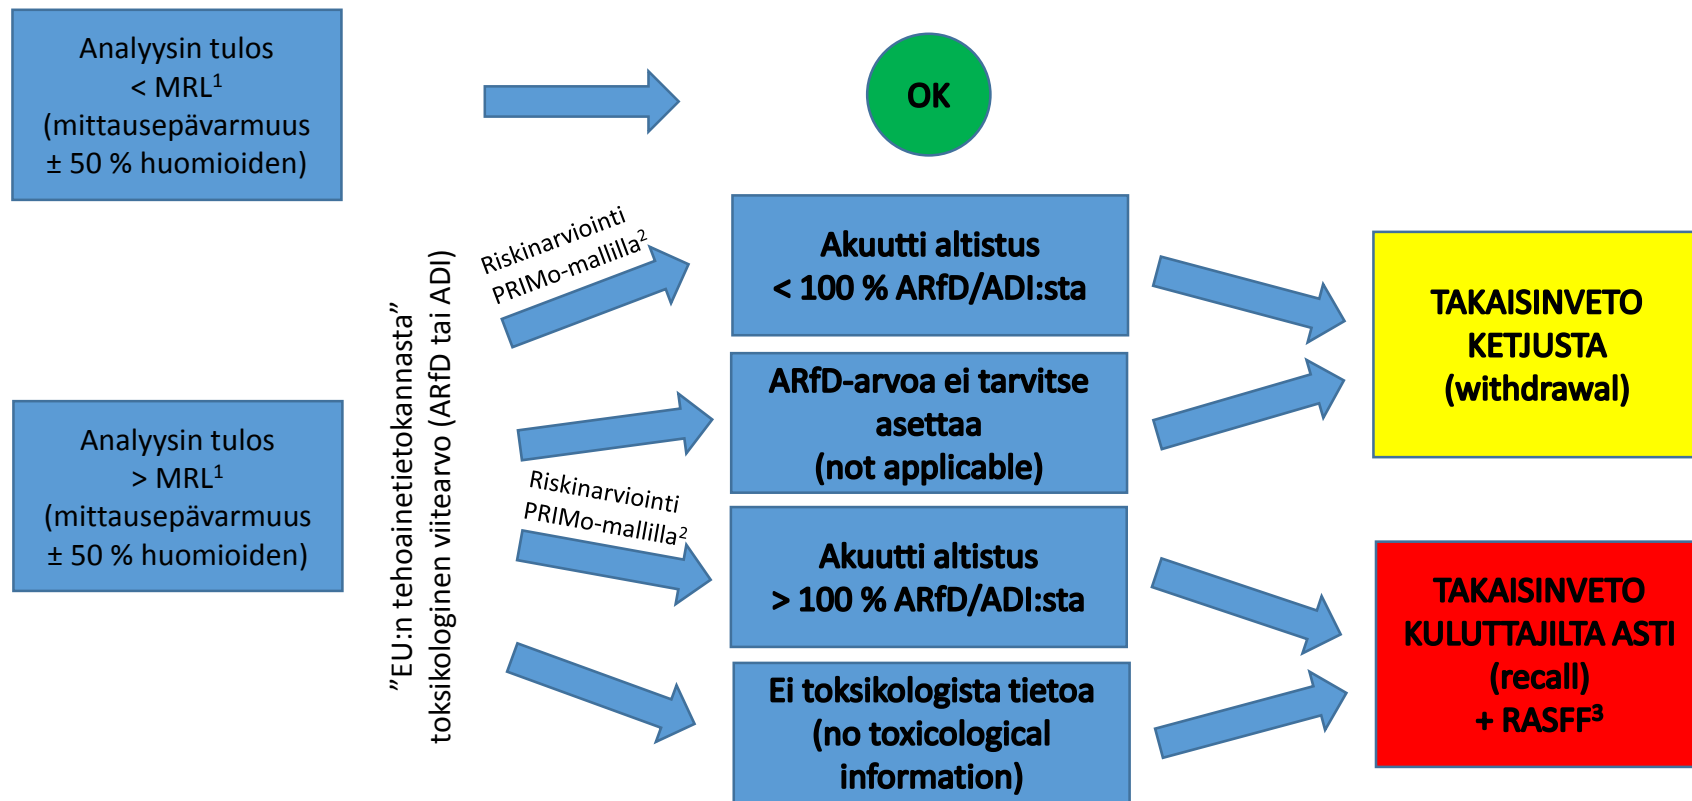 Analyysin tulos
< MRL¹
(mittausepävarmuus
± 50 % huomioiden)
OK
Analyysin tulos
> MRL¹
(mittausepävarmuus
± 50 % huomioiden)
”EU:n tehoainetietokannasta”
toksikologinen viitearvo (ARfD tai ADI)
Riskinarviointi
PRIMo-mallilla²
Akuutti altistus
< 100 % ARfD/ADI:sta
ARfD-arvoa ei tarvitse
asettaa
(not applicable)
Riskinarviointi
PRIMo-mallilla²
Akuutti altistus
> 100 % ARfD/ADI:sta
Ei toksikologista tietoa
(no toxicological
information)
TAKAISINVETO
KETJUSTA
(withdrawal)
TAKAISINVETO
KULUTTAJILTA ASTI
(recall)
+ RASFF³